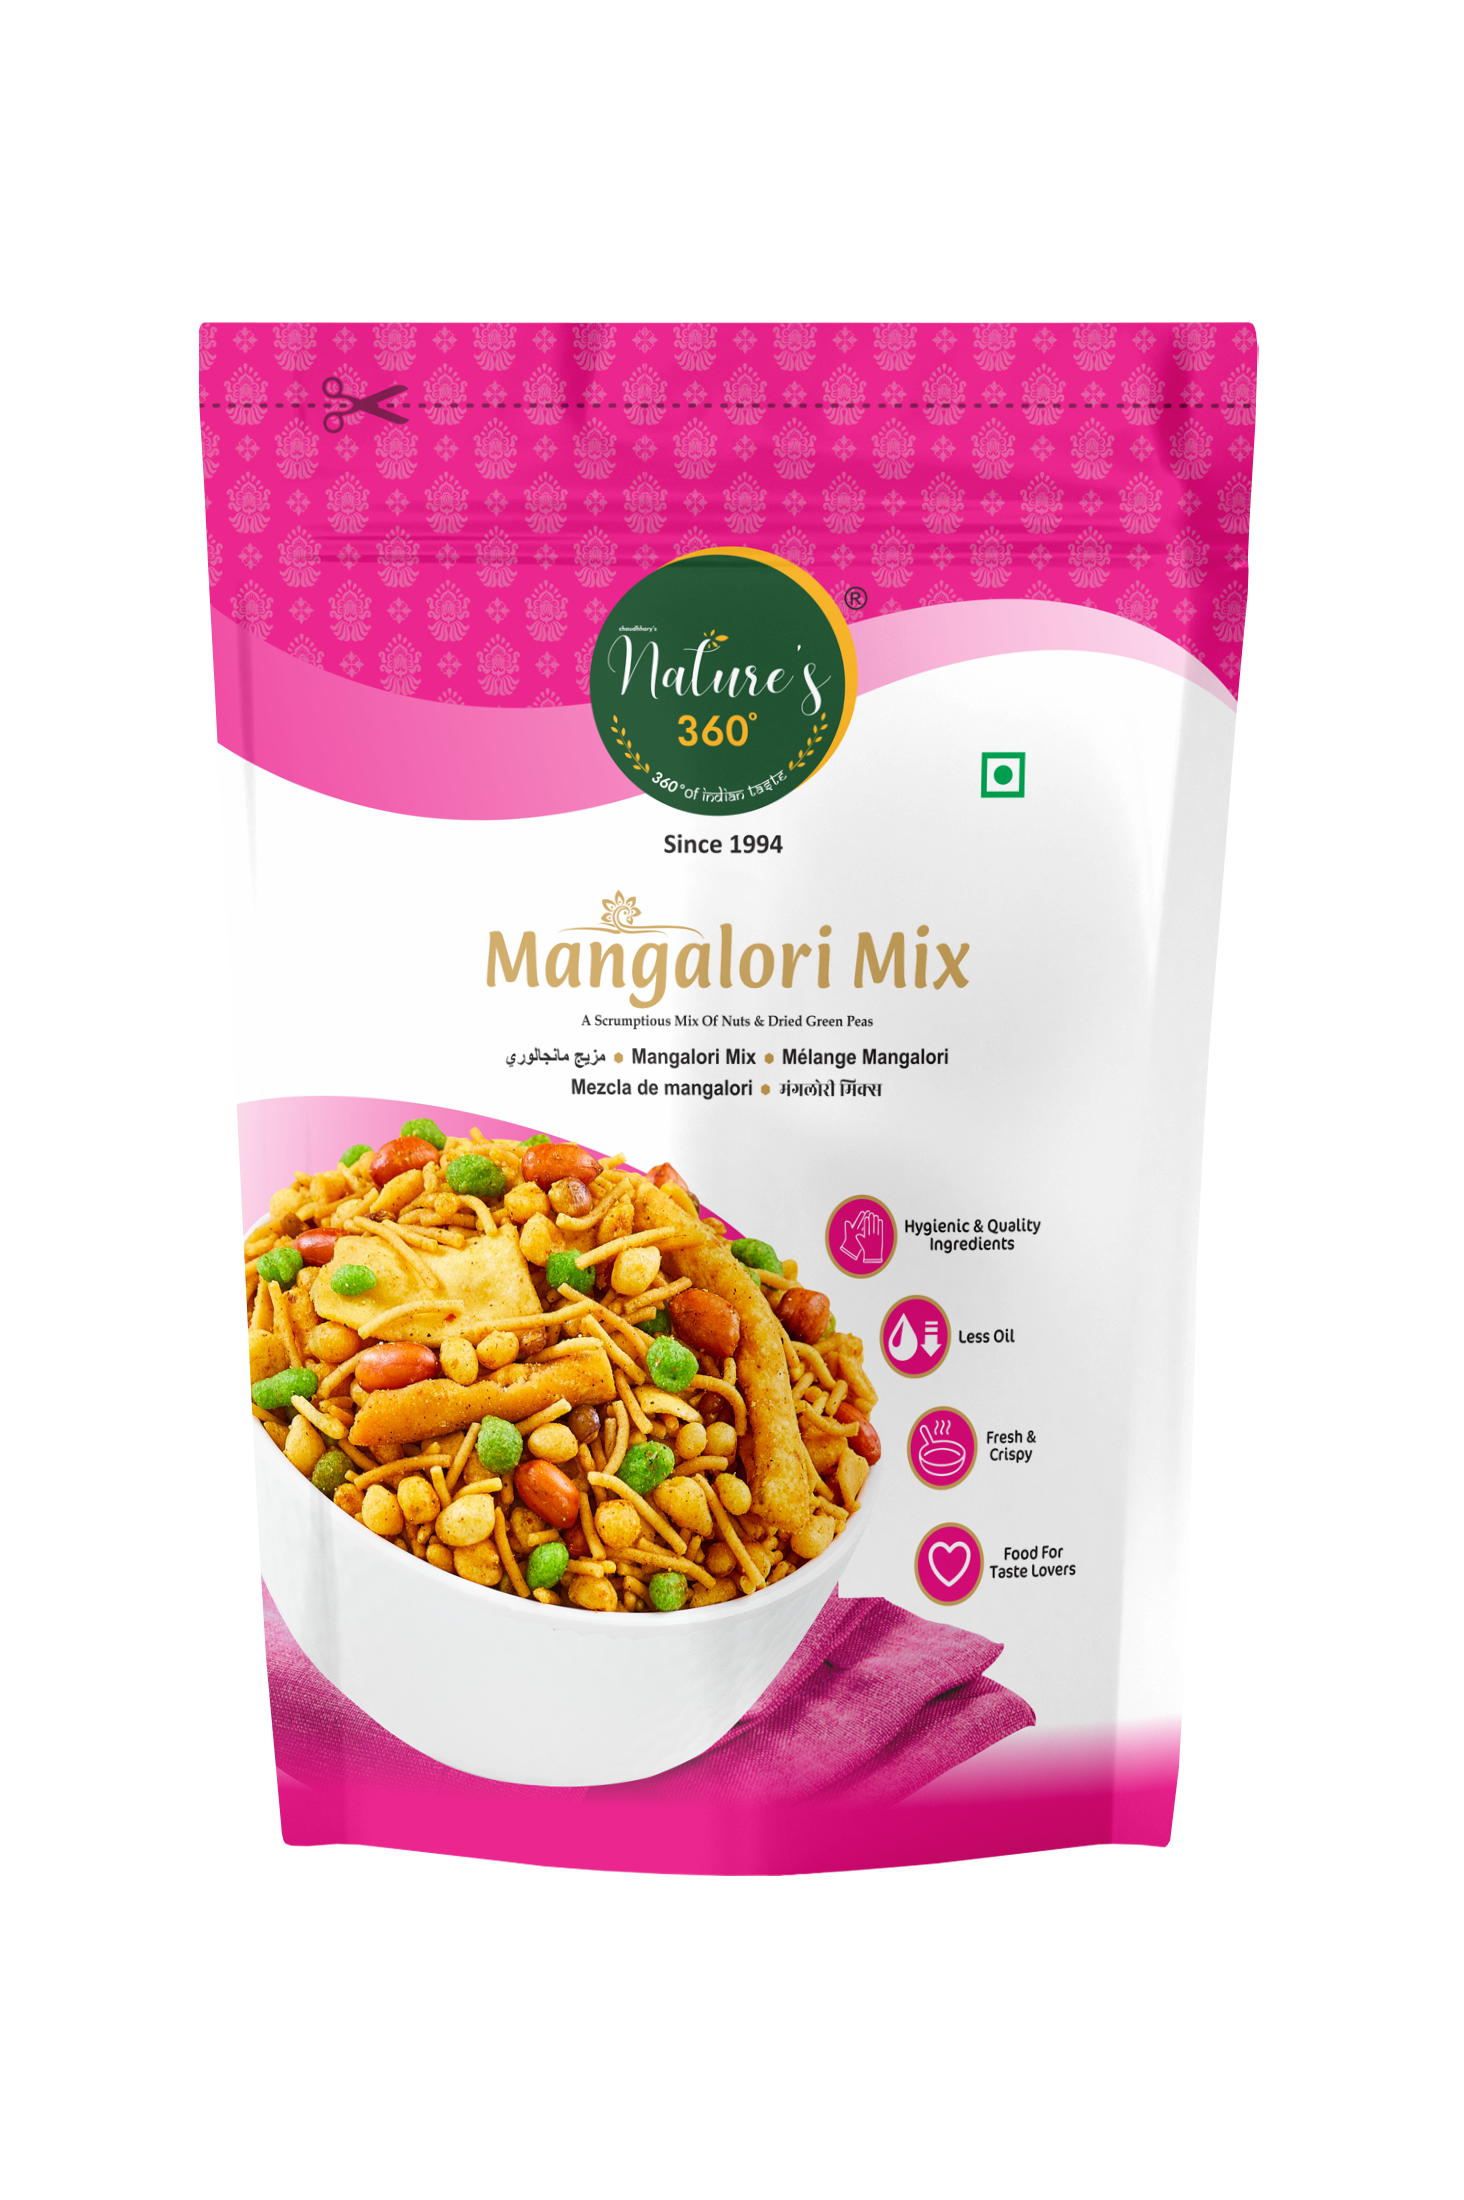 ®
chaudhhary's
Nature's
360°
360° of indian taste
Since 1994
Mangalori Mix
A Scrumptious Mix Of Nuts & Dried Green Peas
مزيج مانجالوري • Mangalori Mix • Mélange Mangalori
Mezcla de mangalori • मंगलोरी मिक्स
Hygienic & Quality
Ingredients
Less Oil
Fresh &
Crispy
Food For
Taste Lovers